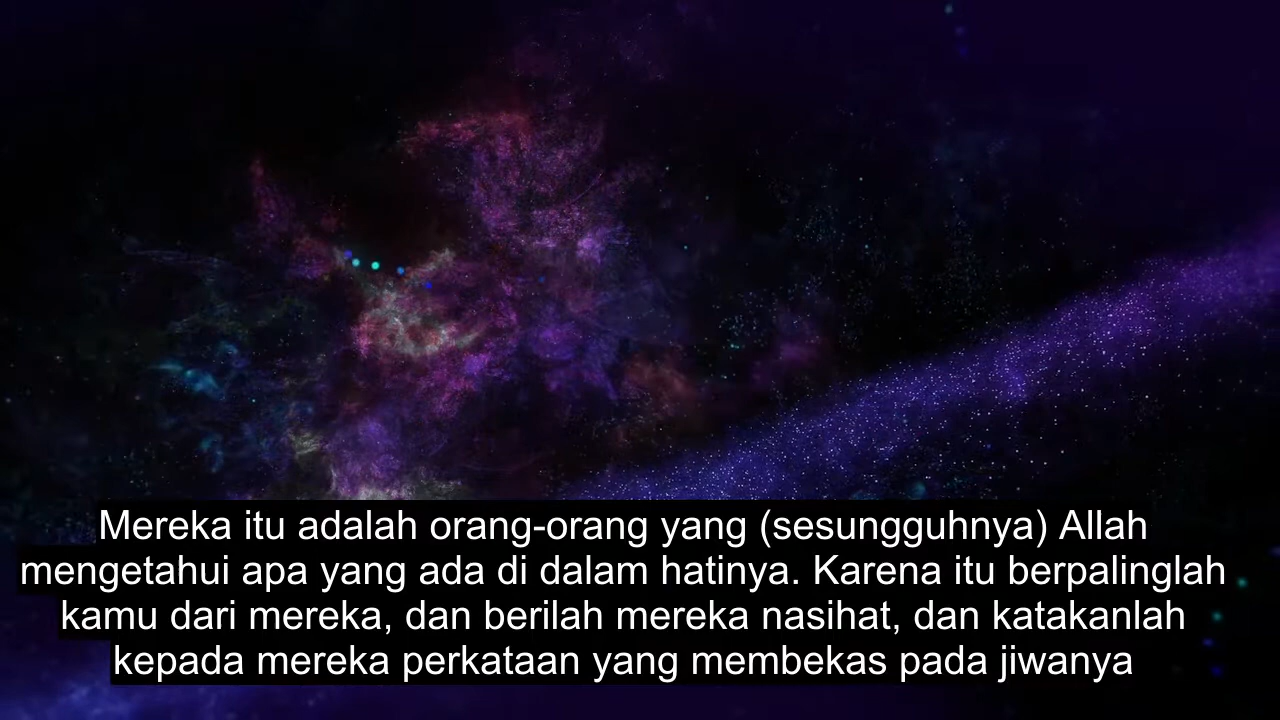 Mereka itu adalah orang-orang yang (sesungguhnya) Allah
mengetahui apa yang ada di dalam hatinya. Karena itu berpalinglah
kamu dari mereka, dan berilah mereka nasihat, dan katakanlah
kepada mereka perkataan yang membekas pada jiwanya